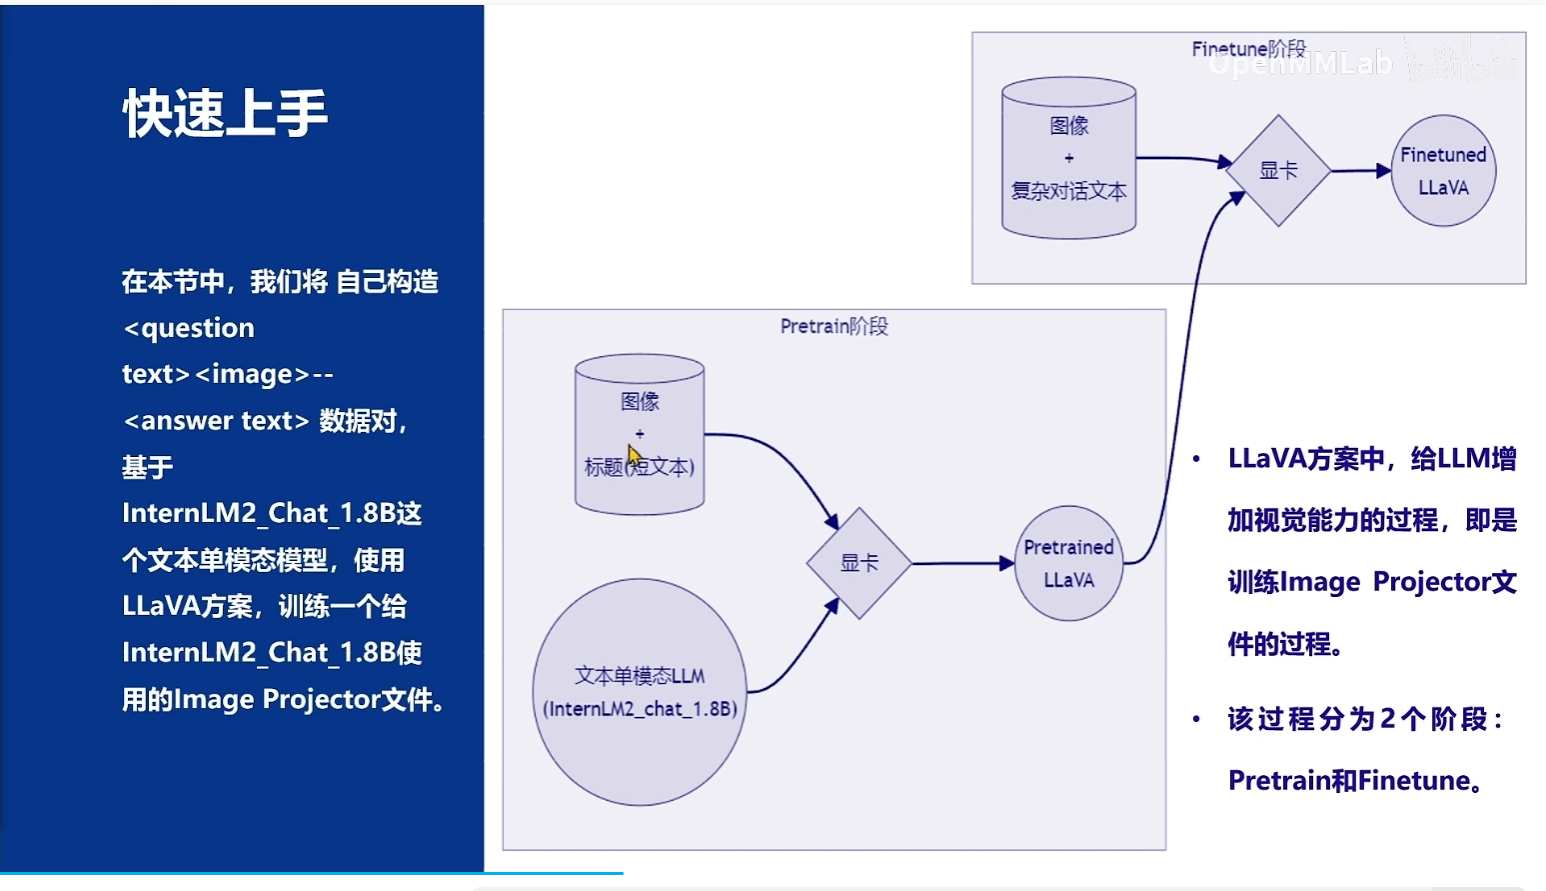 快速上手
在本节中，我们将 自己构造
<question
text><image>--
<answer text> 数据对，
基于
InternLM2_Chat_1.8B这
个文本单模态模型，使用
LLaVA方案，训练一个给
InternLM2_Chat_1.8B使
用的Image Projector文件。
Finetune阶段
OpenMMLab
图像
+
复杂对话文本
显卡
Finetuned
LLaVA
Pretrain阶段
图像
+
标题(短文本)
显卡
Pretrained
LLaVA
文本单模态LLM
(InternLM2_chat_1.8B)
• LLaVA方案中，给LLM增
加视觉能力的过程，即是
训练Image Projector文
件的过程。
• 该过程分为2个阶段：
Pretrain和Finetune。